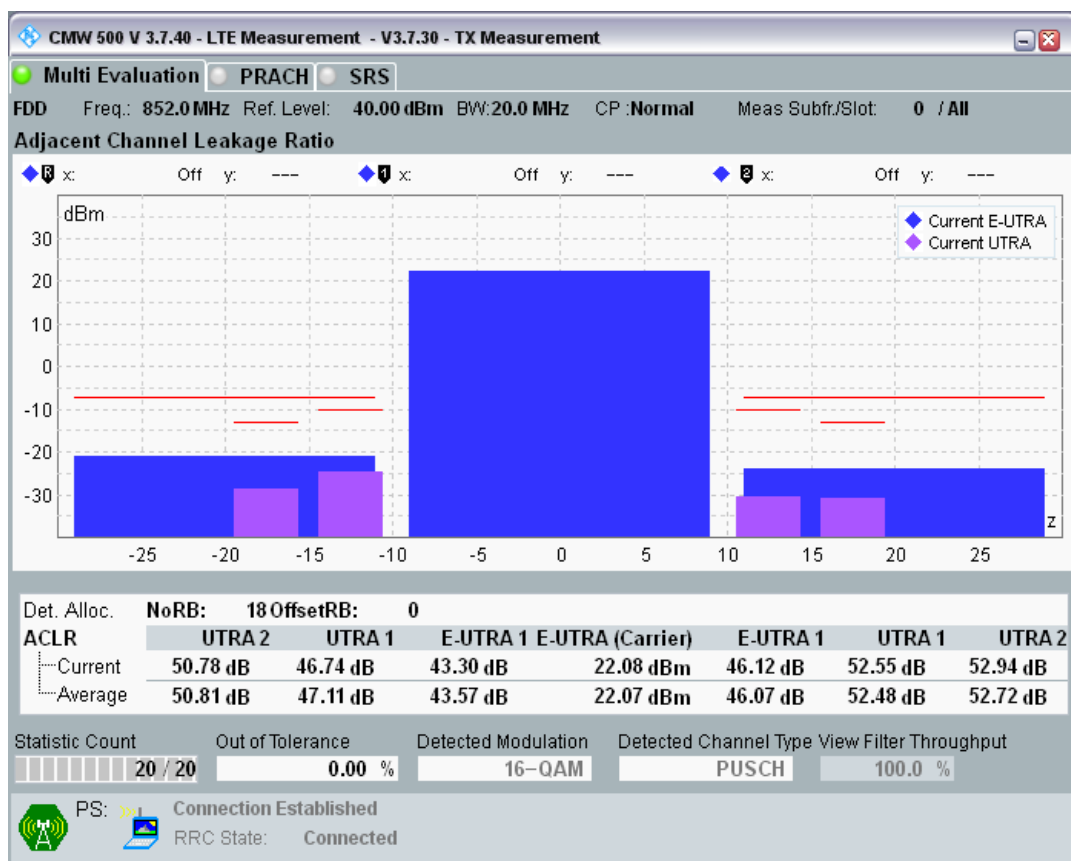 CMW 500 V 3.7.40 - LTE Measurement - V3.7.30 - TX Measurement
Multi Evaluation PRACH SRS
FDD Freq.: 852.0 MHz Ref. Level: 40.00 dBm BW: 20.0 MHz CP : Normal Meas Subfr./Slot: 0 / All
Adjacent Channel Leakage Ratio
R x: Off y: --- 1 x: Off y: --- 2 x: Off y: ---
dBm
Current E-UTRA
Current UTRA
30
20
10
0
-10
-20
-30
z
-25 -20 -15 -10 -5 0 5 10 15 20 25
Det. Alloc. NoRB: 18 OffsetRB: 0
ACLR UTRA 2 UTRA 1 E-UTRA 1 E-UTRA (Carrier) E-UTRA 1 UTRA 1 UTRA 2
Current 50.78 dB 46.74 dB 43.30 dB 22.08 dBm 46.12 dB 52.55 dB 52.94 dB
Average 50.81 dB 47.11 dB 43.57 dB 22.07 dBm 46.07 dB 52.48 dB 52.72 dB
Statistic Count Out of Tolerance Detected Modulation Detected Channel Type View Filter Throughput
20 / 20 0.00 % 16-QAM PUSCH 100.0 %
PS: Connection Established
RRC State: Connected